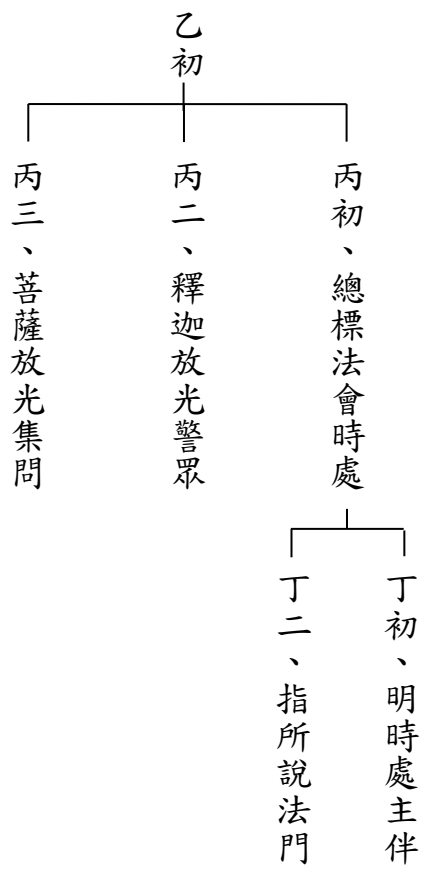 乙初
丙初、總標法會時處
丁初、明時處主伴
丁二、指所說法門
丙二、釋迦放光警眾
丙三、菩薩放光集問